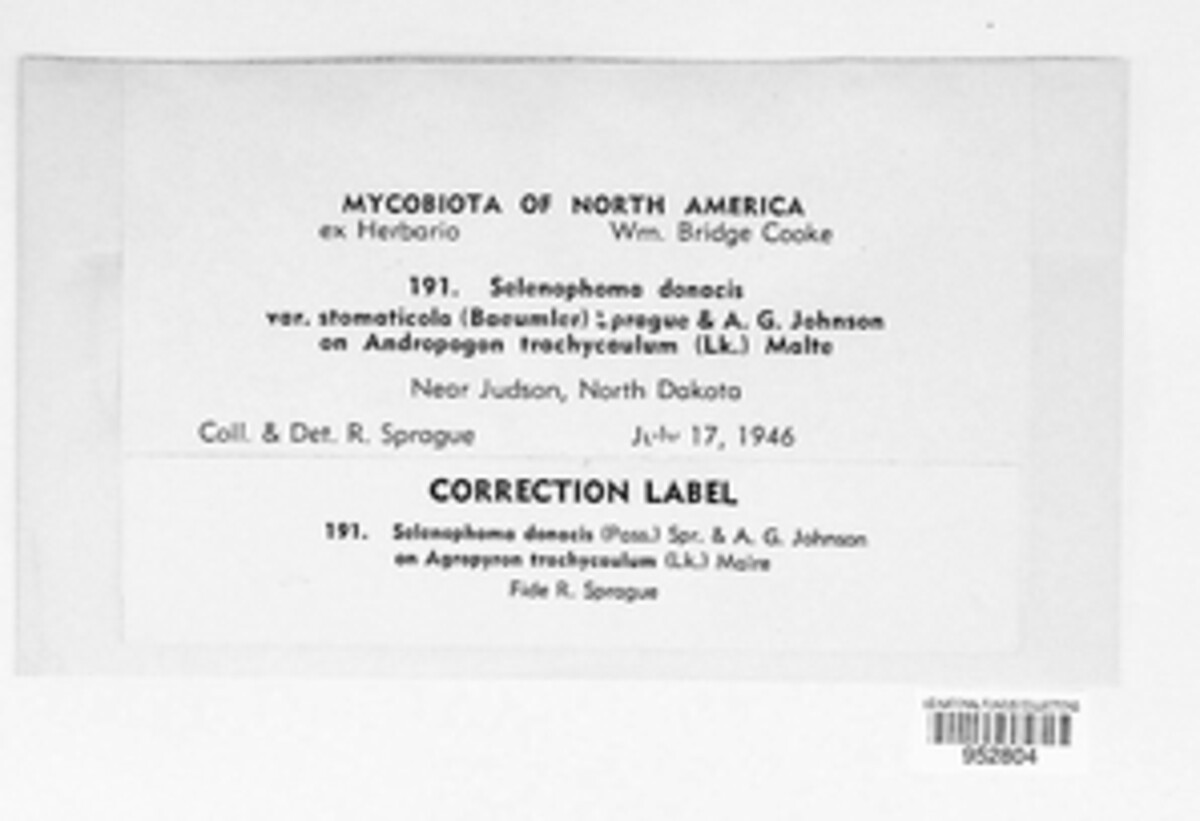 MYCOBIOTA OF NORTH AMERICA
ex Herbario Wm. Bridge Cooke
191. Selenophoma donacis
var. stomaticola (Baeumler) Sprague & A. G. Johnson
on Andropogon trachycaulum (Lk.) Malte
Near Judson, North Dakota
Coll. & Det. R. Sprague July 17, 1946
CORRECTION LABEL
191. Selenophoma donacis (Pass.) Spr. & A. G. Johnson
on Agropyron trachycaulum (Lk.) Maire
Fide R. Sprague
952804